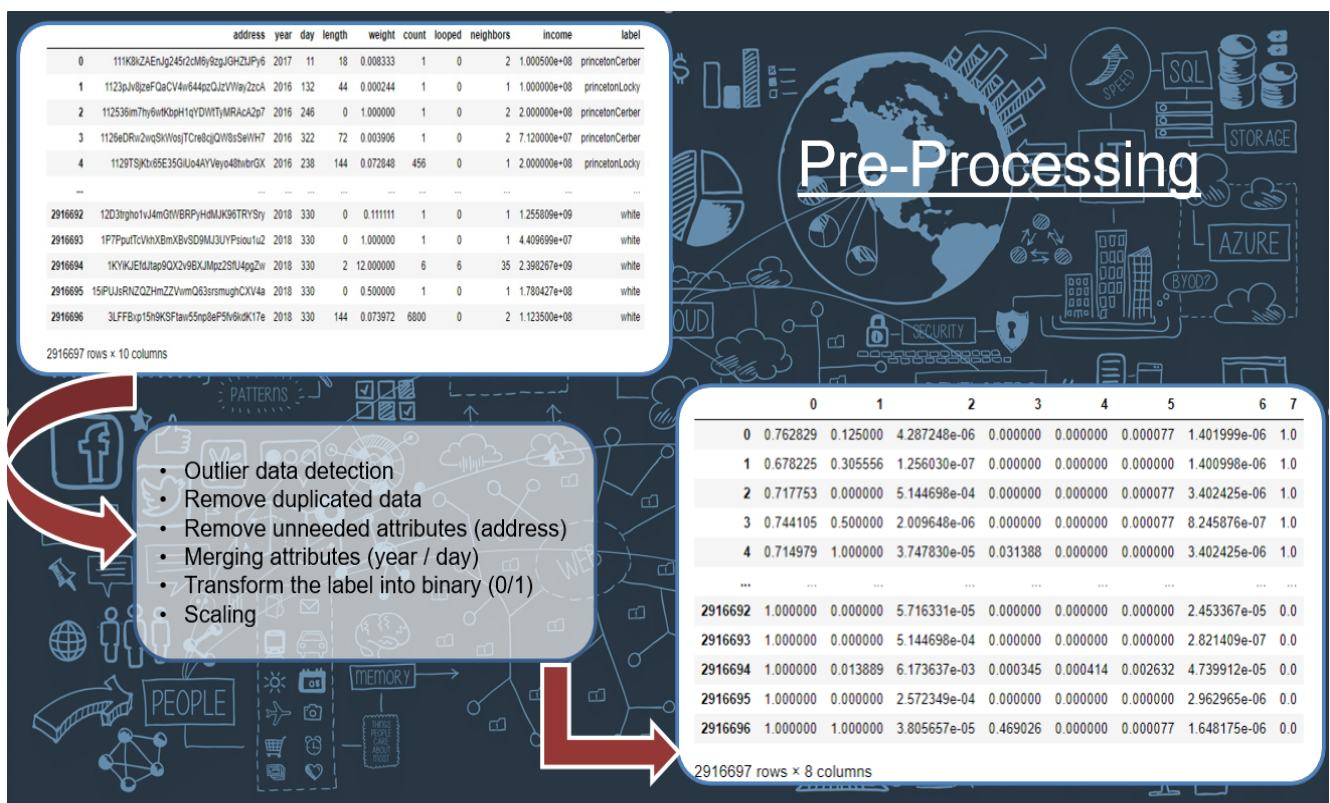 address year day length weight count looped neighbors income label
0 111K8kZAEnJg245r2cM6y9zgJGHZtJPy6 2017 11 18 0.008333 1 0 2 1.000500e+08 princetonCerber
1 1123pJv8jzeFQaCV4w644pzQJzVWay2zcA 2016 132 44 0.000244 1 0 1 1.000000e+08 princetonLocky
2 112536im7hy6wtKbpH1qYDWtTyMRAcA2p7 2016 246 0 1.000000 1 0 2 2.000000e+08 princetonCerber
3 1126eDRw2wqSkWosjTCre8cjjQW8sSeWH7 2016 322 72 0.003906 1 0 2 7.120000e+07 princetonCerber
4 1129TSjKtx65E35GiUo4AYVeyo48twbrGX 2016 238 144 0.072848 456 0 1 2.000000e+08 princetonLocky
... ... ... ... ... ... ... ... ... ... ...
2916692 12D3trgho1vJ4mGtWBRPyHdMJK96TRYSry 2018 330 0 0.111111 1 0 1 1.255809e+09 white
2916693 1P7PputTcVkhXBmXBvSD9MJ3UYPsiou1u2 2018 330 0 1.000000 1 0 1 4.409699e+07 white
2916694 1KYiKJEfdJtap9QX2v9BXJMpz2SfU4pgZw 2018 330 2 12.000000 6 6 35 2.398267e+09 white
2916695 15iPUJsRNZQZHmZZVwmQ63srsmughCXV4a 2018 330 0 0.500000 1 0 1 1.780427e+08 white
2916696 3LFFBxp15h9KSFtaw55np8eP5fv6kdK17e 2018 330 144 0.073972 6800 0 2 1.123500e+08 white
2916697 rows × 10 columns
Pre-Processing
SPEED
SQL
STORAGE
IT
AZURE
BYOD?
SECURITY
PATTERNS
• Outlier data detection
• Remove duplicated data
• Remove unneeded attributes (address)
• Merging attributes (year / day)
• Transform the label into binary (0/1)
• Scaling
WEB
PEOPLE
MEMORY
THINGS
PEOPLE
CARE
ABOUT
MOST
0 1 2 3 4 5 6 7
0 0.762829 0.125000 4.287248e-06 0.000000 0.000000 0.000077 1.401999e-06 1.0
1 0.678225 0.305556 1.256030e-07 0.000000 0.000000 0.000000 1.400998e-06 1.0
2 0.717753 0.000000 5.144698e-04 0.000000 0.000000 0.000077 3.402425e-06 1.0
3 0.744105 0.500000 2.009648e-06 0.000000 0.000000 0.000077 8.245876e-07 1.0
4 0.714979 1.000000 3.747830e-05 0.031388 0.000000 0.000000 3.402425e-06 1.0
... ... ... ... ... ... ... ... ...
2916692 1.000000 0.000000 5.716331e-05 0.000000 0.000000 0.000000 2.453367e-05 0.0
2916693 1.000000 0.000000 5.144698e-04 0.000000 0.000000 0.000000 2.821409e-07 0.0
2916694 1.000000 0.013889 6.173637e-03 0.000345 0.000414 0.002632 4.739912e-05 0.0
2916695 1.000000 0.000000 2.572349e-04 0.000000 0.000000 0.000000 2.962965e-06 0.0
2916696 1.000000 1.000000 3.805657e-05 0.469026 0.000000 0.000077 1.648175e-06 0.0
2916697 rows × 8 columns